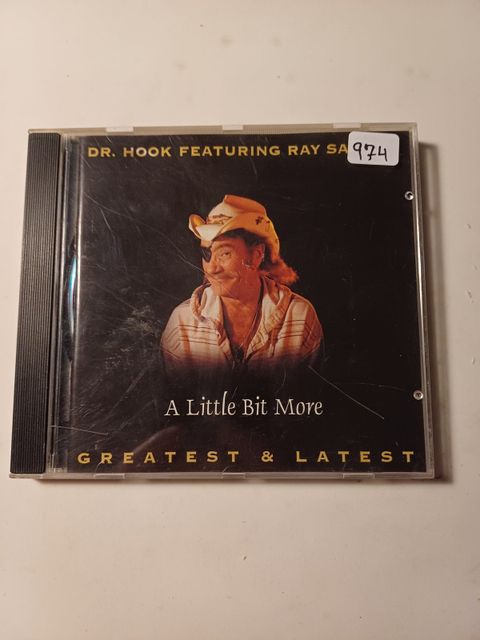 DR. HOOK FEATURING RAY SA
974
A Little Bit More
GREATEST & LATEST